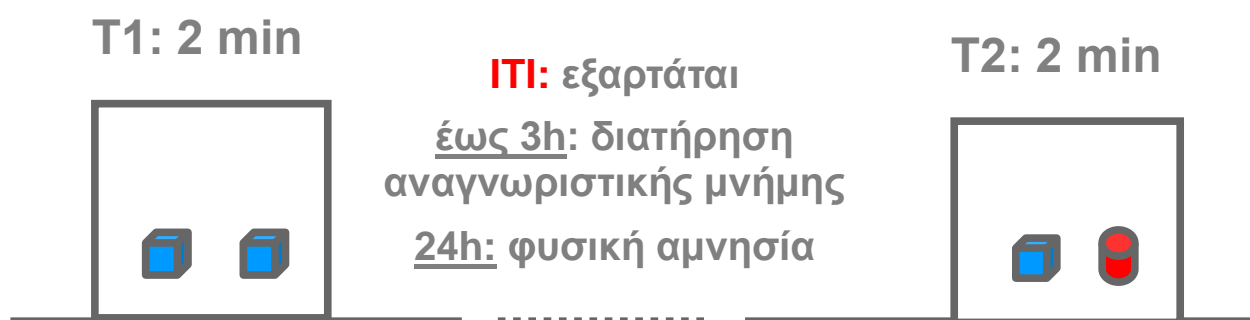 T1: 2 min
ITI: εξαρτάται
έως 3h: διατήρηση
αναγνωριστικής μνήμης
24h: φυσική αμνησία
T2: 2 min